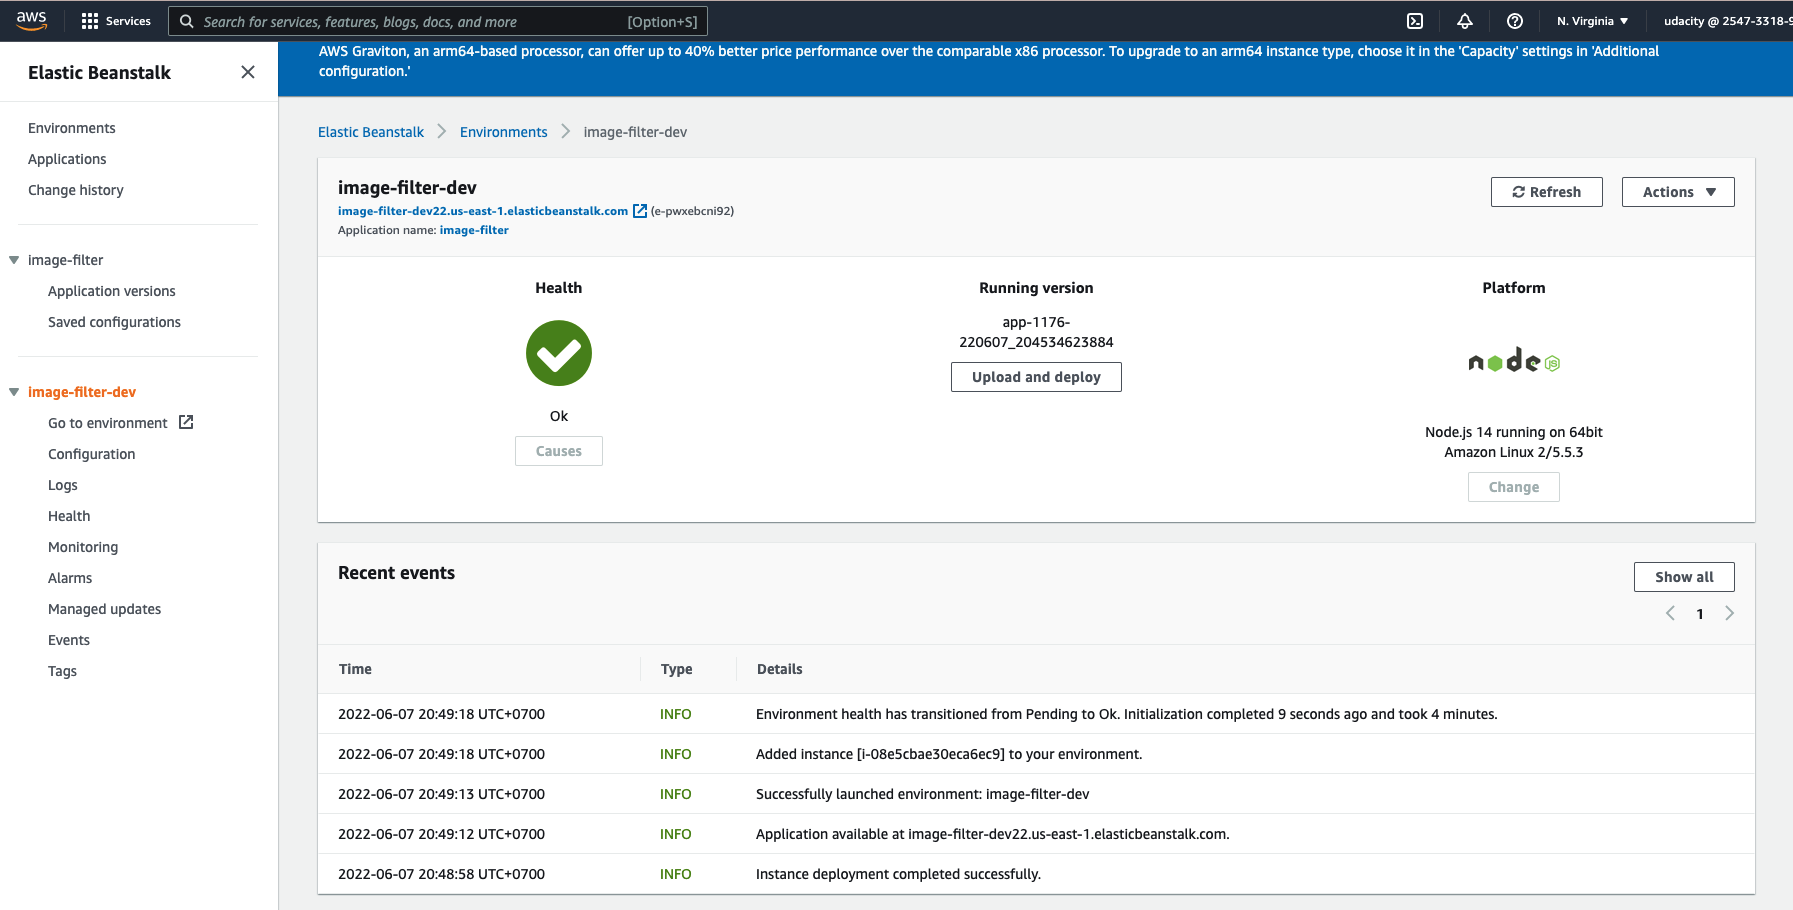 aws
Services
Search for services, features, blogs, docs, and more
[Option+S]
N. Virginia ▼
udacity @ 2547-3318-9
Elastic Beanstalk
Environments
Applications
Change history
image-filter
Application versions
Saved configurations
image-filter-dev
Go to environment
Configuration
Logs
Health
Monitoring
Alarms
Managed updates
Events
Tags
AWS Graviton, an arm64-based processor, can offer up to 40% better price performance over the comparable x86 processor. To upgrade to an arm64 instance type, choose it in the 'Capacity' settings in 'Additional
configuration.'
Elastic Beanstalk > Environments > image-filter-dev
image-filter-dev
image-filter-dev22.us-east-1.elasticbeanstalk.com (e-pwxebcni92)
Application name: image-filter
Refresh
Actions ▼
Health
Ok
Causes
Running version
app-1176-
220607_204534623884
Upload and deploy
Platform
node JS
Node.js 14 running on 64bit
Amazon Linux 2/5.5.3
Change
Recent events
Show all
< 1 >
Time Type Details
2022-06-07 20:49:18 UTC+0700 INFO Environment health has transitioned from Pending to Ok. Initialization completed 9 seconds ago and took 4 minutes.
2022-06-07 20:49:18 UTC+0700 INFO Added instance [i-08e5cbae30eca6ec9] to your environment.
2022-06-07 20:49:13 UTC+0700 INFO Successfully launched environment: image-filter-dev
2022-06-07 20:49:12 UTC+0700 INFO Application available at image-filter-dev22.us-east-1.elasticbeanstalk.com.
2022-06-07 20:48:58 UTC+0700 INFO Instance deployment completed successfully.